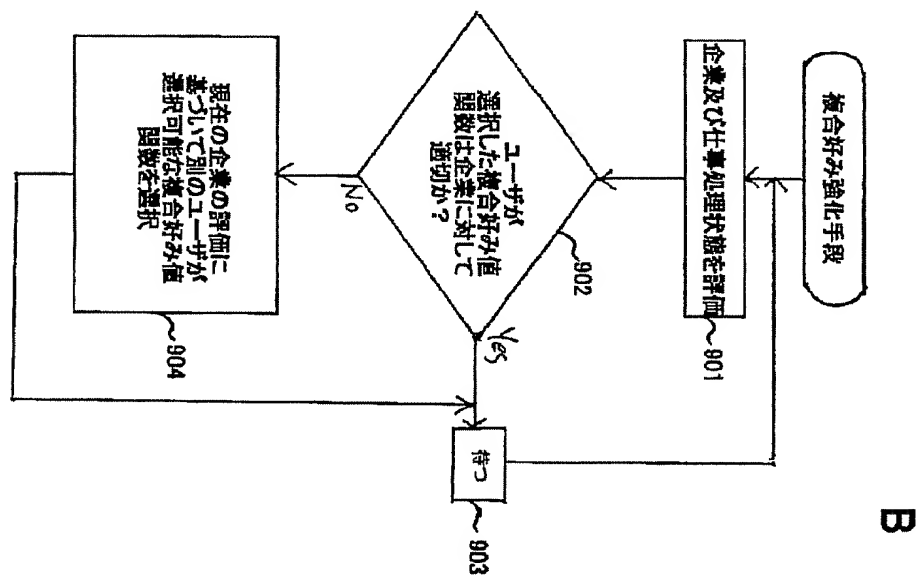 複合好み強化手段
企業及び仕事処理状態を評価
901
ユーザが
選択した複合好み値
関数は企業に対して
適切か?
902
Yes
No
待つ
903
現在の企業の評価に
基づいて別のユーザが
選択可能な複合好み値
関数を選択
904
B